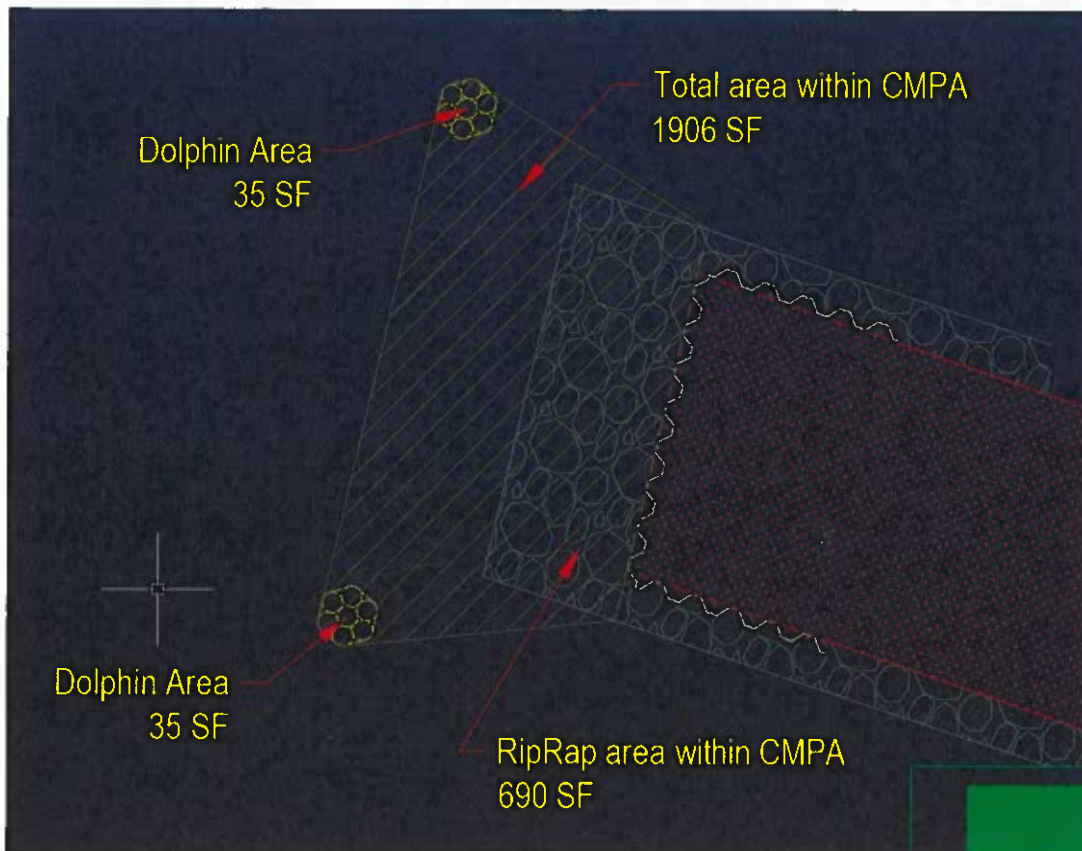 Total area within CMPA
1906 SF
Dolphin Area
35 SF
Dolphin Area
35 SF
RipRap area within CMPA
690 SF